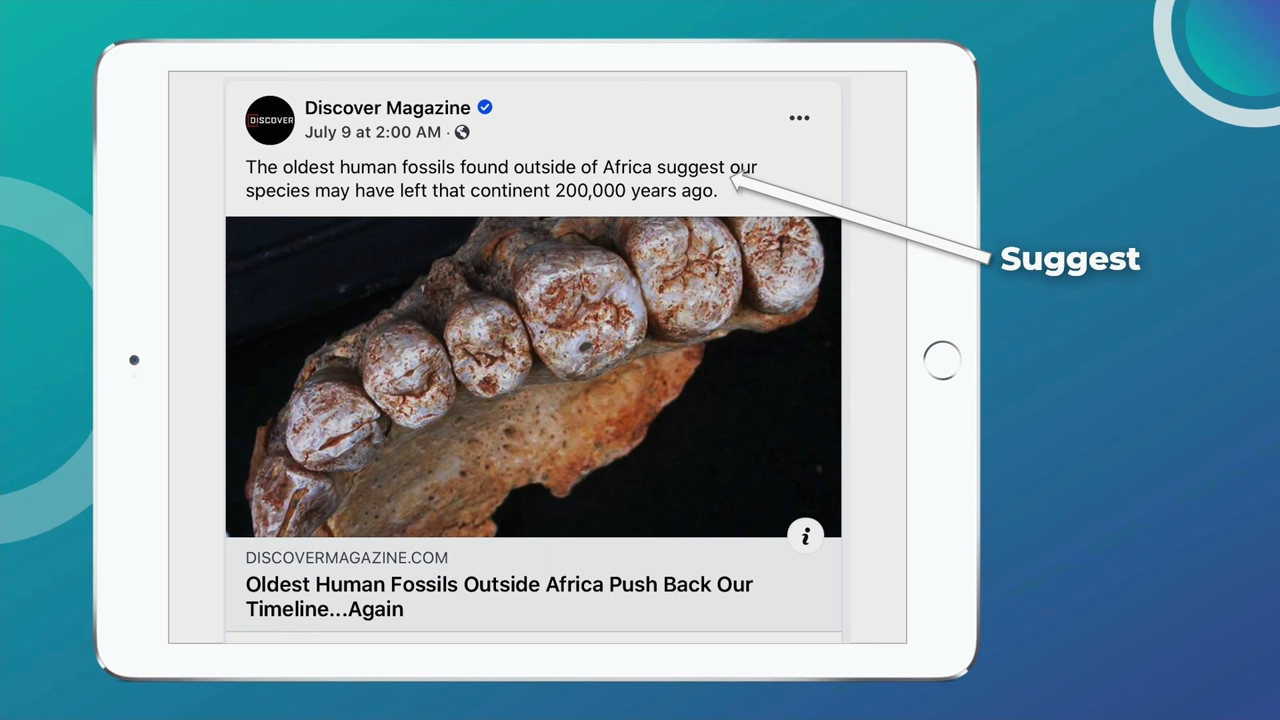 DISCOVER
Discover Magazine
July 9 at 2:00 AM ·
The oldest human fossils found outside of Africa suggest our
species may have left that continent 200,000 years ago.
Suggest
i
DISCOVERMAGAZINE.COM
Oldest Human Fossils Outside Africa Push Back Our
Timeline...Again